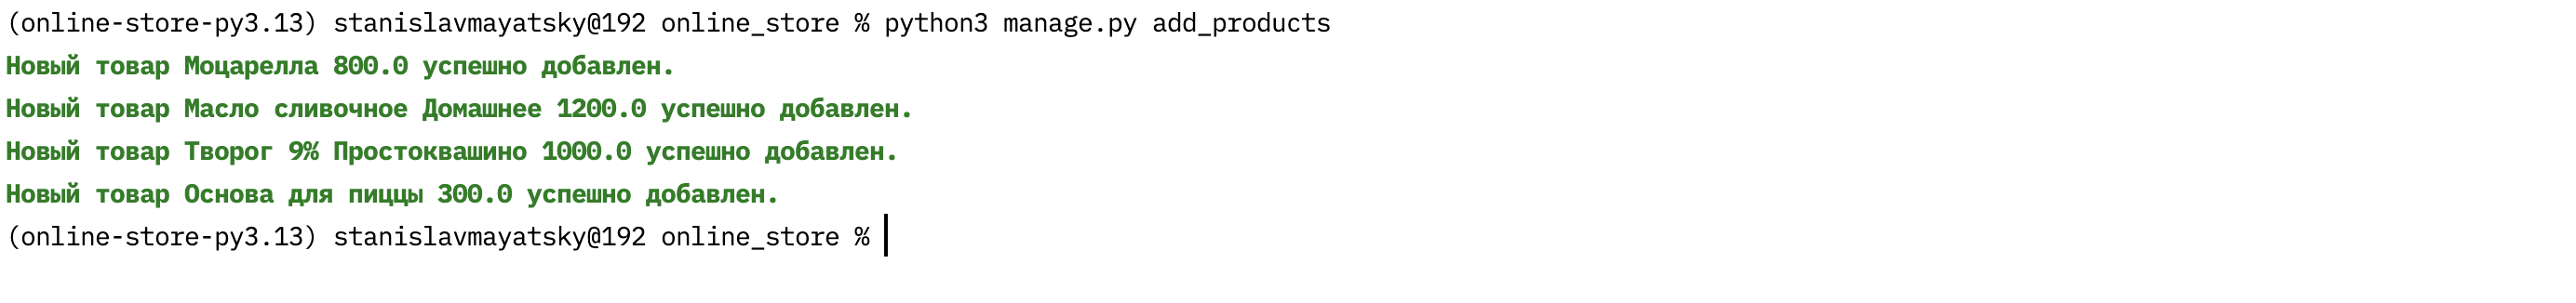 (online-store-py3.13) stanislavmayatsky@192 online_store % python3 manage.py add_products
Новый товар Моцарелла 800.0 успешно добавлен.
Новый товар Масло сливочное Домашнее 1200.0 успешно добавлен.
Новый товар Творог 9% Простоквашино 1000.0 успешно добавлен.
Новый товар Основа для пиццы 300.0 успешно добавлен.
(online-store-py3.13) stanislavmayatsky@192 online_store %